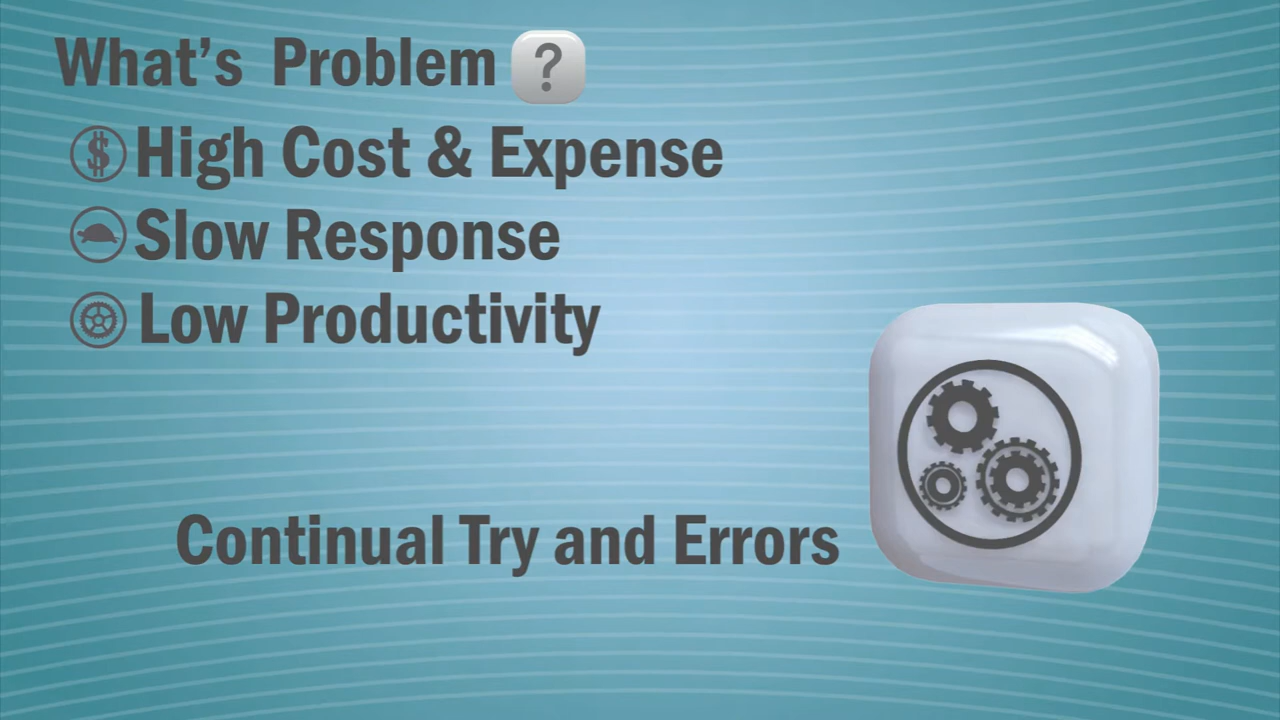 What's Problem ?
$ High Cost & Expense
Slow Response
Low Productivity
Continual Try and Errors